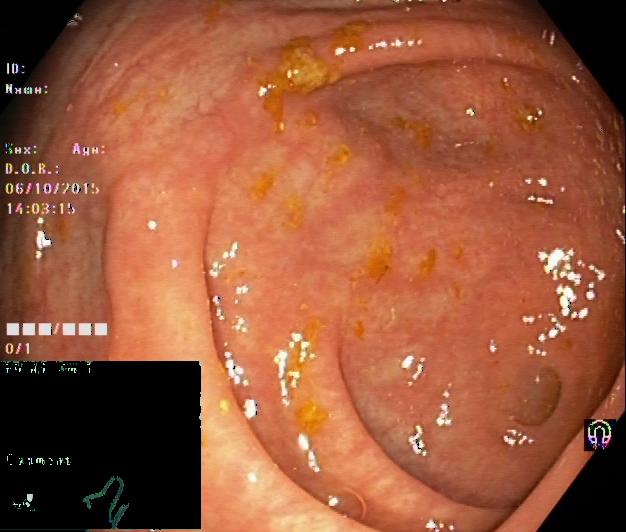 ID:
Name:
Sex: Age:
D.O.B.:
06/10/2015
14:03:15
■■■/■■■
0/1
Comment